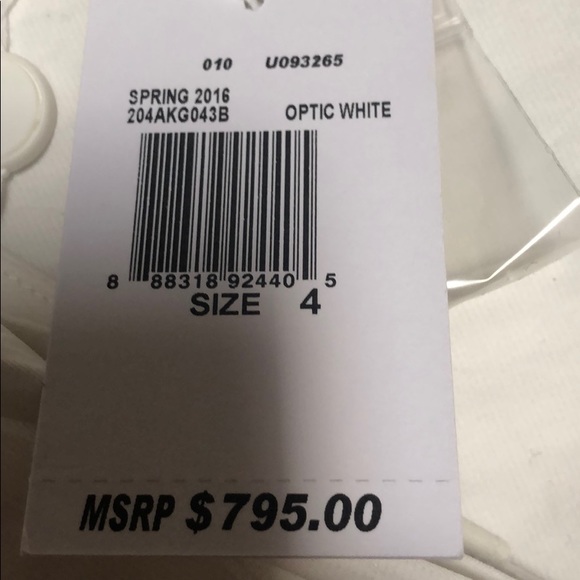 010 U093265
SPRING 2016
204AKG043B OPTIC WHITE
8 88318 92440 5
SIZE 4
MSRP $795.00